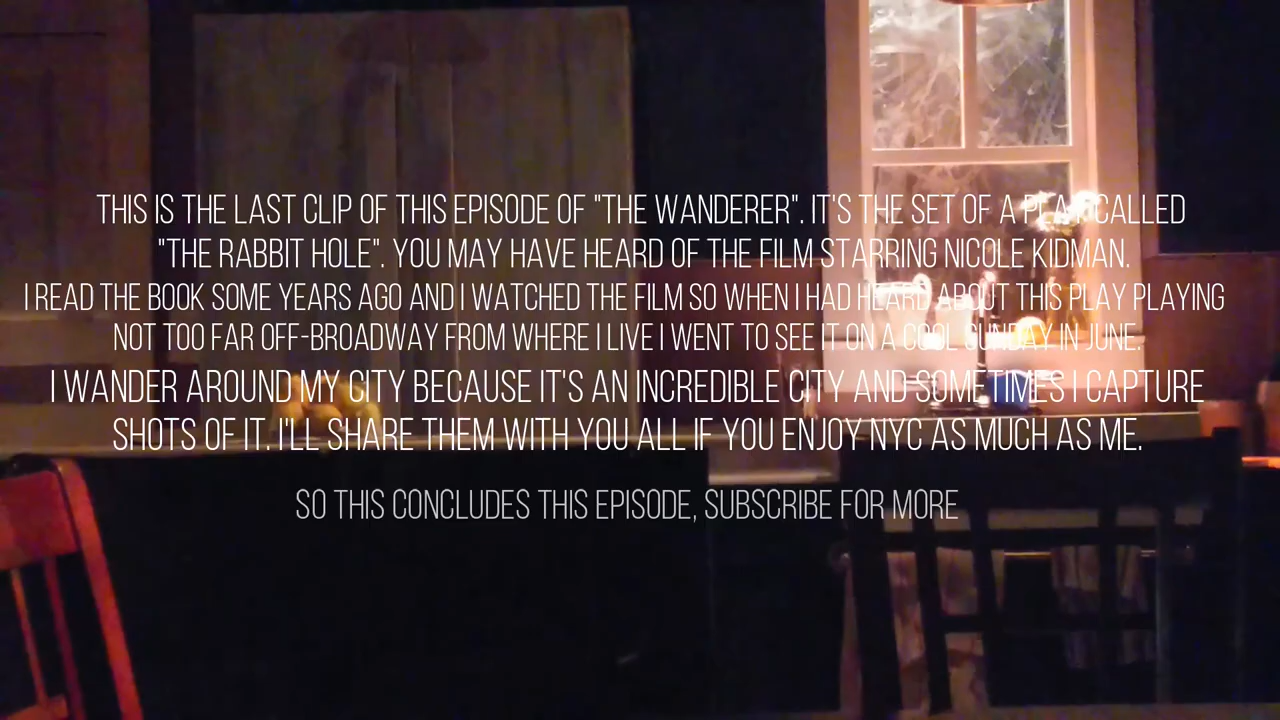 THIS IS THE LAST CLIP OF THIS EPISODE OF "THE WANDERER". IT'S THE SET OF A PLAY CALLED
"THE RABBIT HOLE". YOU MAY HAVE HEARD OF THE FILM STARRING NICOLE KIDMAN.
I READ THE BOOK SOME YEARS AGO AND I WATCHED THE FILM SO WHEN I HAD HEARD ABOUT THIS PLAY PLAYING
NOT TOO FAR OFF-BROADWAY FROM WHERE I LIVE I WENT TO SEE IT ON A COOL SUNDAY IN JUNE.
I WANDER AROUND MY CITY BECAUSE IT'S AN INCREDIBLE CITY AND SOMETIMES I CAPTURE
SHOTS OF IT. I'LL SHARE THEM WITH YOU ALL IF YOU ENJOY NYC AS MUCH AS ME.
SO THIS CONCLUDES THIS EPISODE, SUBSCRIBE FOR MORE